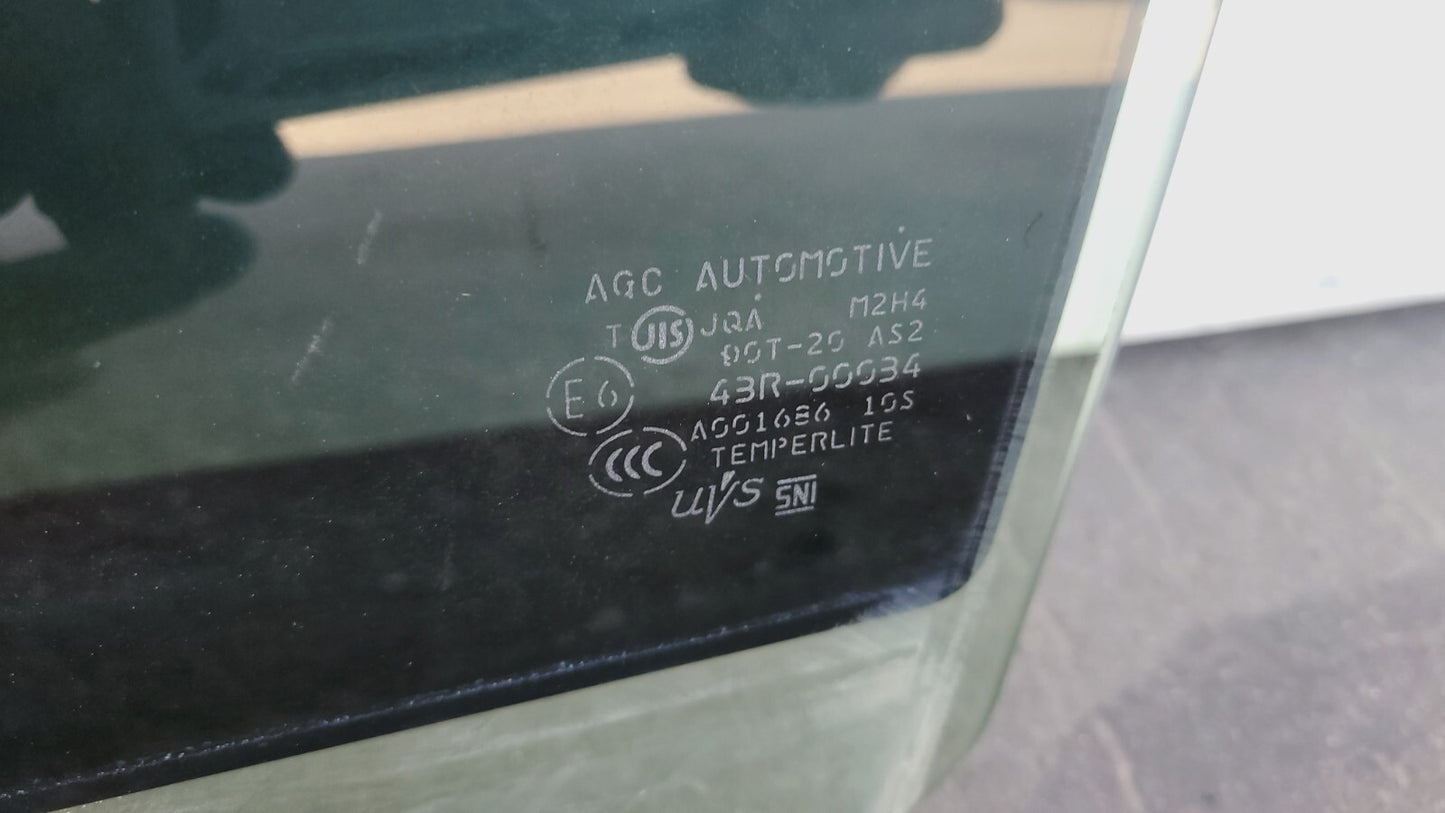 AGC AUTOMOTIVE
T JIS JQA M2H4
DOT-20 AS2
E6 43R-00034
A001686 10S
CCC TEMPERLITE
UVS SNI